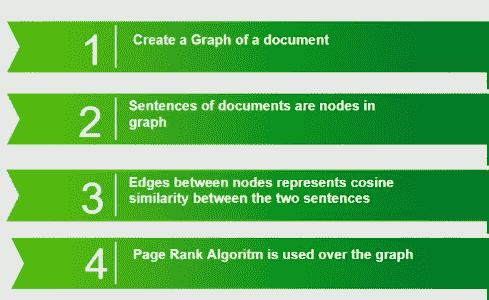 1 Create a Graph of a document
2 Sentences of documents are nodes in
graph
3 Edges between nodes represents cosine
similarity between the two sentences
4 Page Rank Algoritm is used over the graph